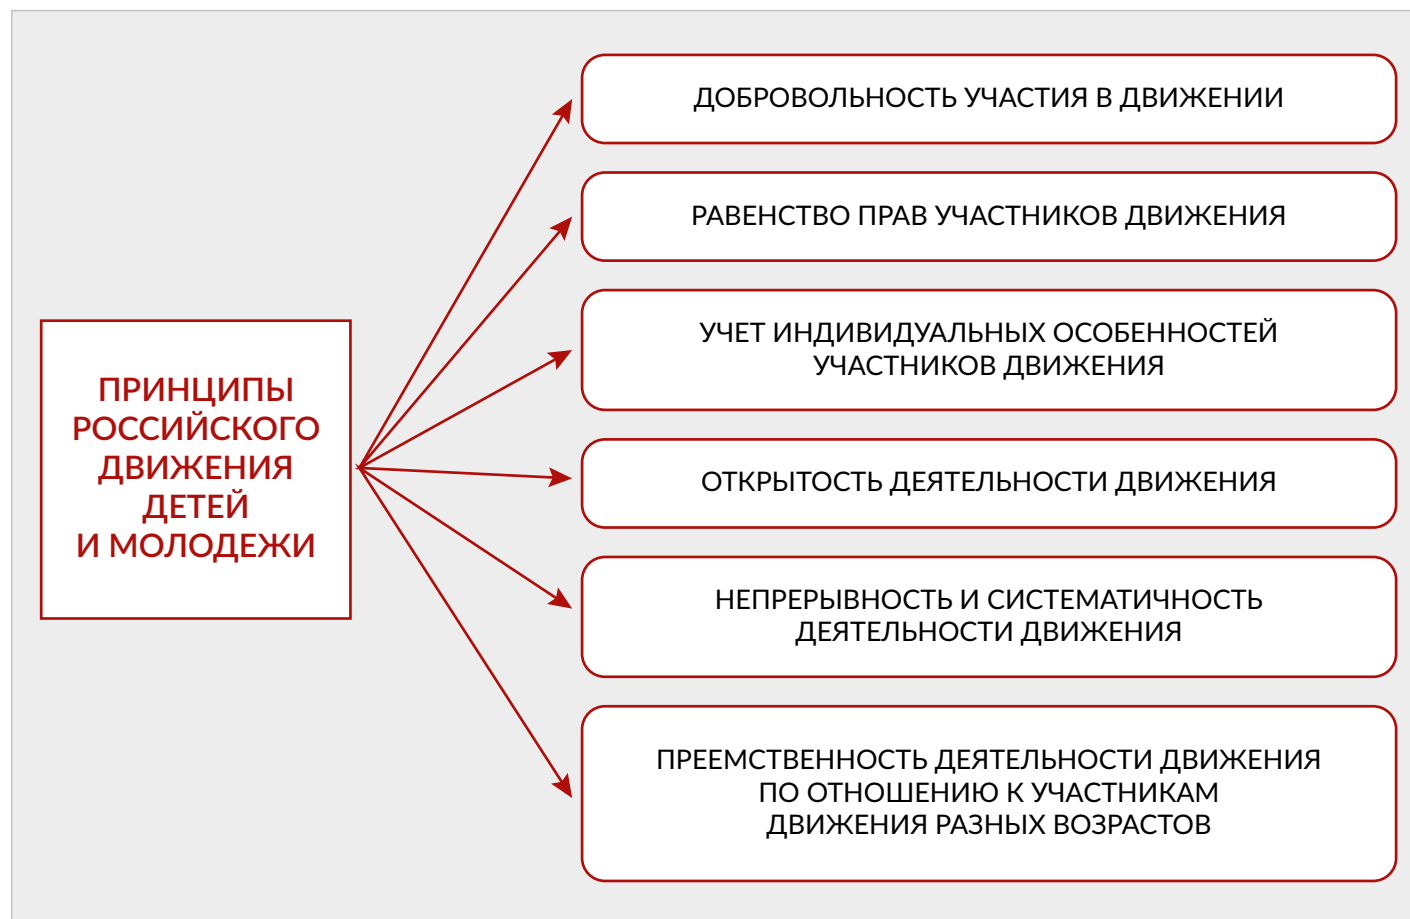 ПРИНЦИПЫ
РОССИЙСКОГО
ДВИЖЕНИЯ
ДЕТЕЙ
И МОЛОДЕЖИ
ДОБРОВОЛЬНОСТЬ УЧАСТИЯ В ДВИЖЕНИИ
РАВЕНСТВО ПРАВ УЧАСТНИКОВ ДВИЖЕНИЯ
УЧЕТ ИНДИВИДУАЛЬНЫХ ОСОБЕННОСТЕЙ
УЧАСТНИКОВ ДВИЖЕНИЯ
ОТКРЫТОСТЬ ДЕЯТЕЛЬНОСТИ ДВИЖЕНИЯ
НЕПРЕРЫВНОСТЬ И СИСТЕМАТИЧНОСТЬ
ДЕЯТЕЛЬНОСТИ ДВИЖЕНИЯ
ПРЕЕМСТВЕННОСТЬ ДЕЯТЕЛЬНОСТИ ДВИЖЕНИЯ
ПО ОТНОШЕНИЮ К УЧАСТНИКАМ
ДВИЖЕНИЯ РАЗНЫХ ВОЗРАСТОВ